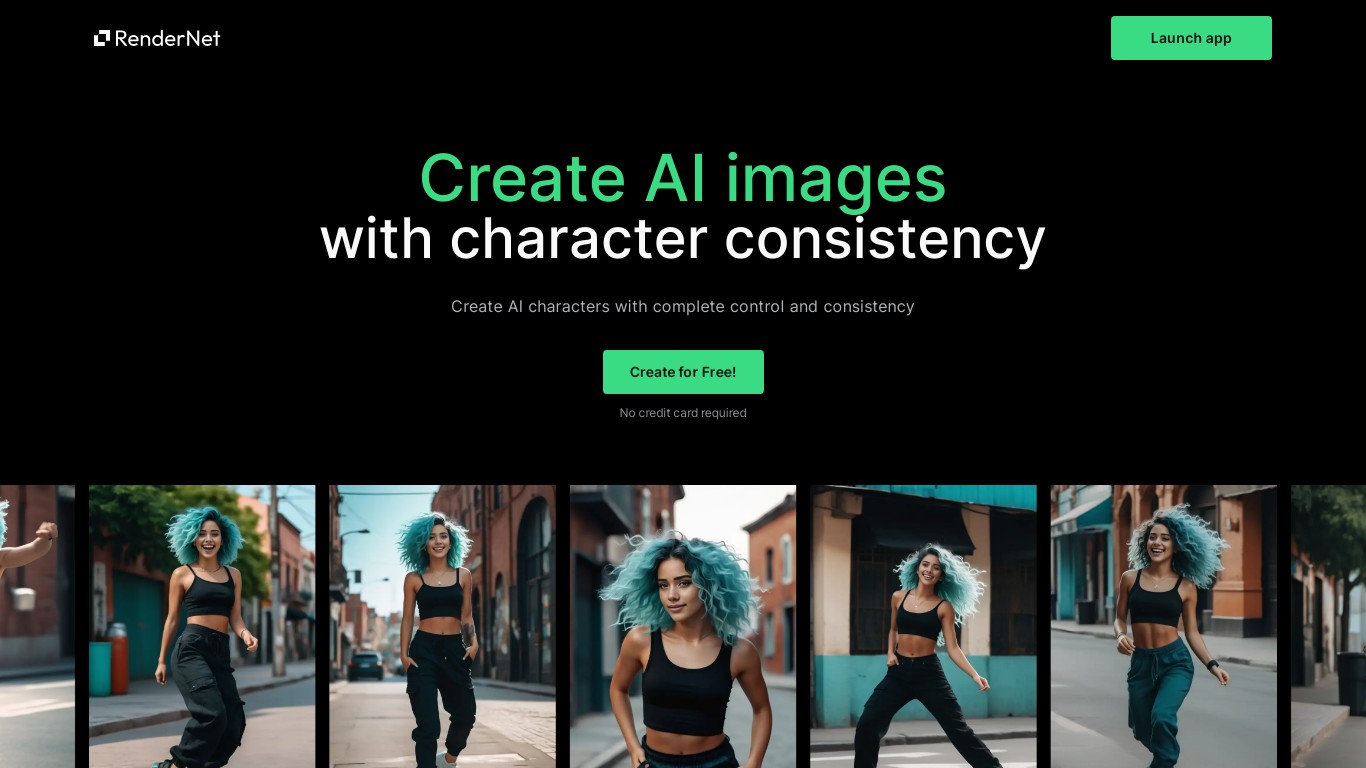 RenderNet
Launch app
Create AI images
with character consistency
Create AI characters with complete control and consistency
Create for Free!
No credit card required